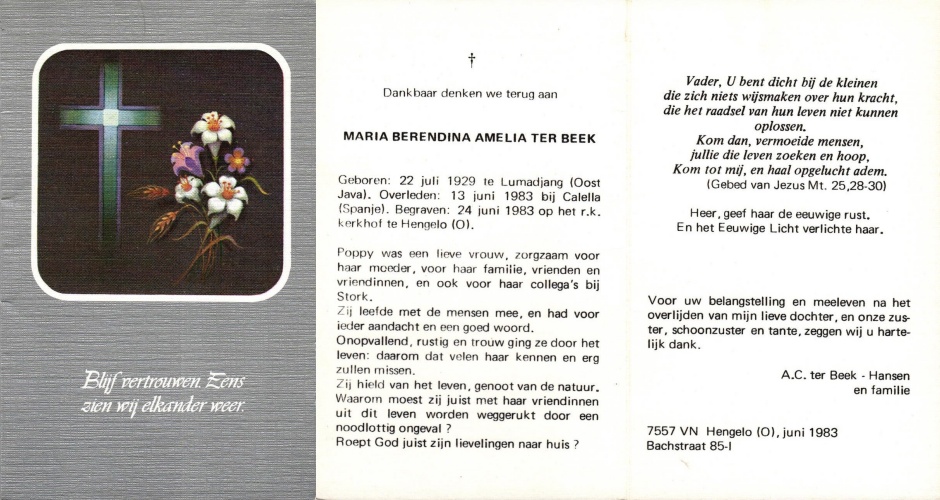 Blijf vertrouwen. Eens
zien wij elkander weer.
†
Dankbaar denken we terug aan
MARIA BERENDINA AMELIA TER BEEK
Geboren: 22 juli 1929 te Lumadjang (Oost
Java). Overleden: 13 juni 1983 bij Calella
(Spanje). Begraven: 24 juni 1983 op het r.k.
kerkhof te Hengelo (O).
Poppy was een lieve vrouw, zorgzaam voor
haar moeder, voor haar familie, vrienden en
vriendinnen, en ook voor haar collega's bij
Stork.
Zij leefde met de mensen mee, en had voor
ieder aandacht en een goed woord.
Onopvallend, rustig en trouw ging ze door het
leven: daarom dat velen haar kennen en erg
zullen missen.
Zij hield van het leven, genoot van de natuur.
Waarom moest zij juist met haar vriendinnen
uit dit leven worden weggerukt door een
noodlottig ongeval ?
Roept God juist zijn lievelingen naar huis ?
Vader, U bent dicht bij de kleinen
die zich niets wijsmaken over hun kracht,
die het raadsel van hun leven niet kunnen
oplossen.
Kom dan, vermoeide mensen,
jullie die leven zoeken en hoop,
Kom tot mij, en haal opgelucht adem.
(Gebed van Jezus Mt. 25,28-30)
Heer, geef haar de eeuwige rust.
En het Eeuwige Licht verlichte haar.
Voor uw belangstelling en meeleven na het
overlijden van mijn lieve dochter, en onze zus-
ter, schoonzuster en tante, zeggen wij u harte-
lijk dank.
A.C. ter Beek - Hansen
en familie
7557 VN Hengelo (O), juni 1983
Bachstraat 85-I